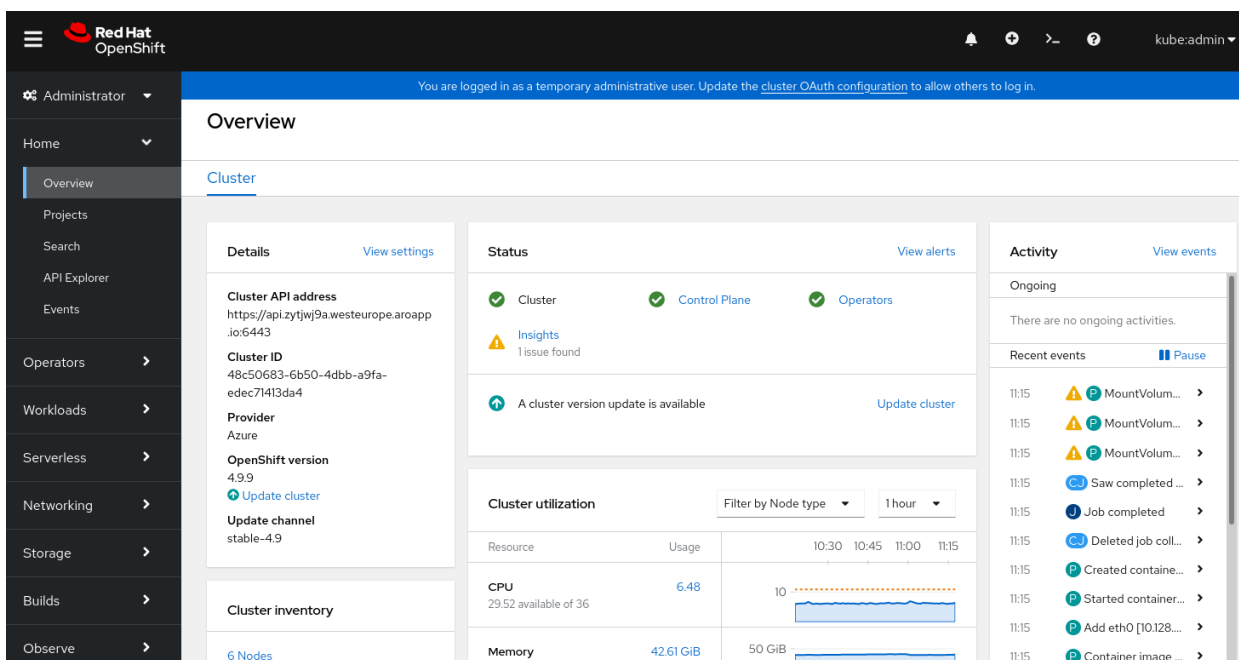 Red Hat
OpenShift
kube:admin
Administrator
You are logged in as a temporary administrative user. Update the cluster OAuth configuration to allow others to log in.
Home
Overview
Projects
Search
API Explorer
Events
Operators
Workloads
Serverless
Networking
Storage
Builds
Observe
Overview
Cluster
Details
View settings
Cluster API address
https://api.zytjwj9a.westeurope.aroapp
.io:6443
Cluster ID
48c50683-6b50-4dbb-a9fa-
edec71413da4
Provider
Azure
OpenShift version
4.9.9
Update cluster
Update channel
stable-4.9
Cluster inventory
6 Nodes
Status
View alerts
Cluster
Control Plane
Operators
Insights
1 issue found
A cluster version update is available
Update cluster
Cluster utilization
Filter by Node type
1 hour
Resource
Usage
10:30 10:45 11:00 11:15
CPU
6.48
29.52 available of 36
10
Memory
42.61 GiB
50 GiB
Activity
View events
Ongoing
There are no ongoing activities.
Recent events
Pause
11:15 P MountVolum...
11:15 P MountVolum...
11:15 P MountVolum...
11:15 CJ Saw completed ...
11:15 J Job completed
11:15 CJ Deleted job coll...
11:15 P Created containe...
11:15 P Started container...
11:15 P Add eth0 [10.128....
11:15 P Container image ...